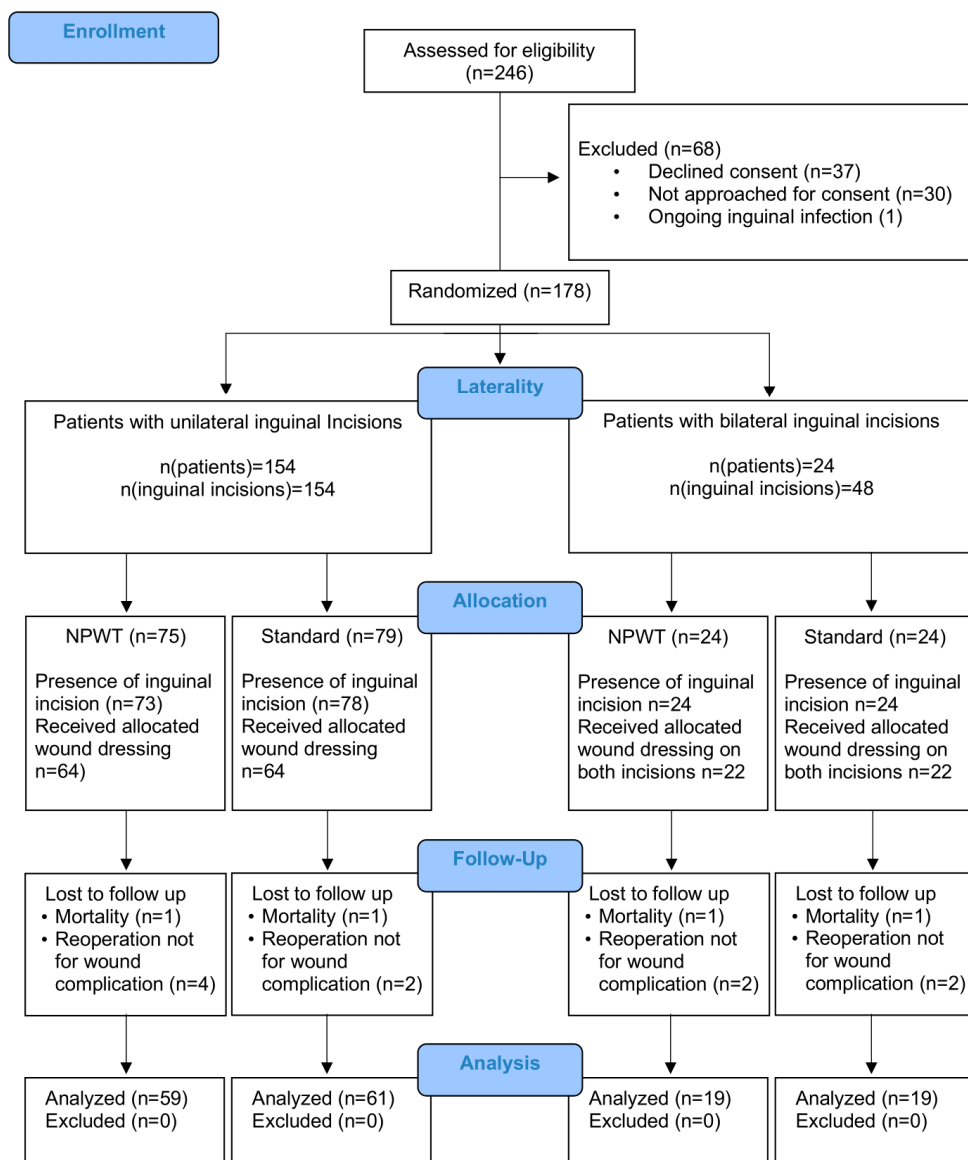 Enrollment
Assessed for eligibility
(n=246)
Excluded (n=68)
• Declined consent (n=37)
• Not approached for consent (n=30)
• Ongoing inguinal infection (1)
Randomized (n=178)
Laterality
Patients with unilateral inguinal Incisions
n(patients)=154
n(inguinal incisions)=154
Patients with bilateral inguinal incisions
n(patients)=24
n(inguinal incisions)=48
Allocation
NPWT (n=75)
Presence of inguinal
incision (n=73)
Received allocated
wound dressing
n=64)
Standard (n=79)
Presence of inguinal
incision (n=78)
Received allocated
wound dressing
n=64
NPWT (n=24)
Presence of inguinal
incision n=24
Received allocated
wound dressing on
both incisions n=22
Standard (n=24)
Presence of inguinal
incision n=24
Received allocated
wound dressing on
both incisions n=22
Follow-Up
Lost to follow up
• Mortality (n=1)
• Reoperation not
for wound
complication (n=4)
Lost to follow up
• Mortality (n=1)
• Reoperation not
for wound
complication (n=2)
Lost to follow up
• Mortality (n=1)
• Reoperation not
for wound
complication (n=2)
Lost to follow up
• Mortality (n=1)
• Reoperation not
for wound
complication (n=2)
Analysis
Analyzed (n=59)
Excluded (n=0)
Analyzed (n=61)
Excluded (n=0)
Analyzed (n=19)
Excluded (n=0)
Analyzed (n=19)
Excluded (n=0)